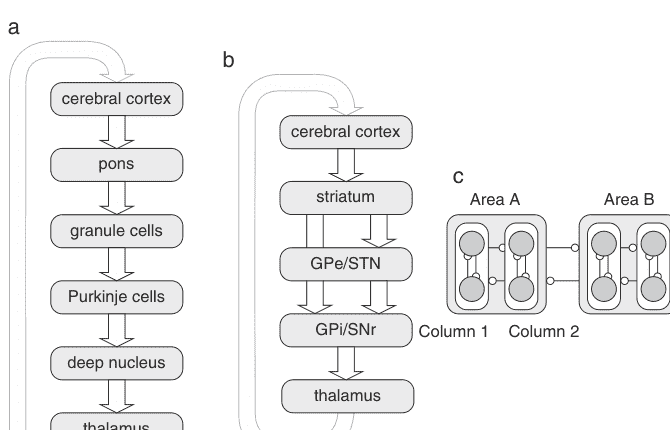 a
cerebral cortex
pons
granule cells
Purkinje cells
deep nucleus
thalamus
b
cerebral cortex
striatum
GPe/STN
GPi/SNr
thalamus
c
Area A
Area B
Column 1
Column 2